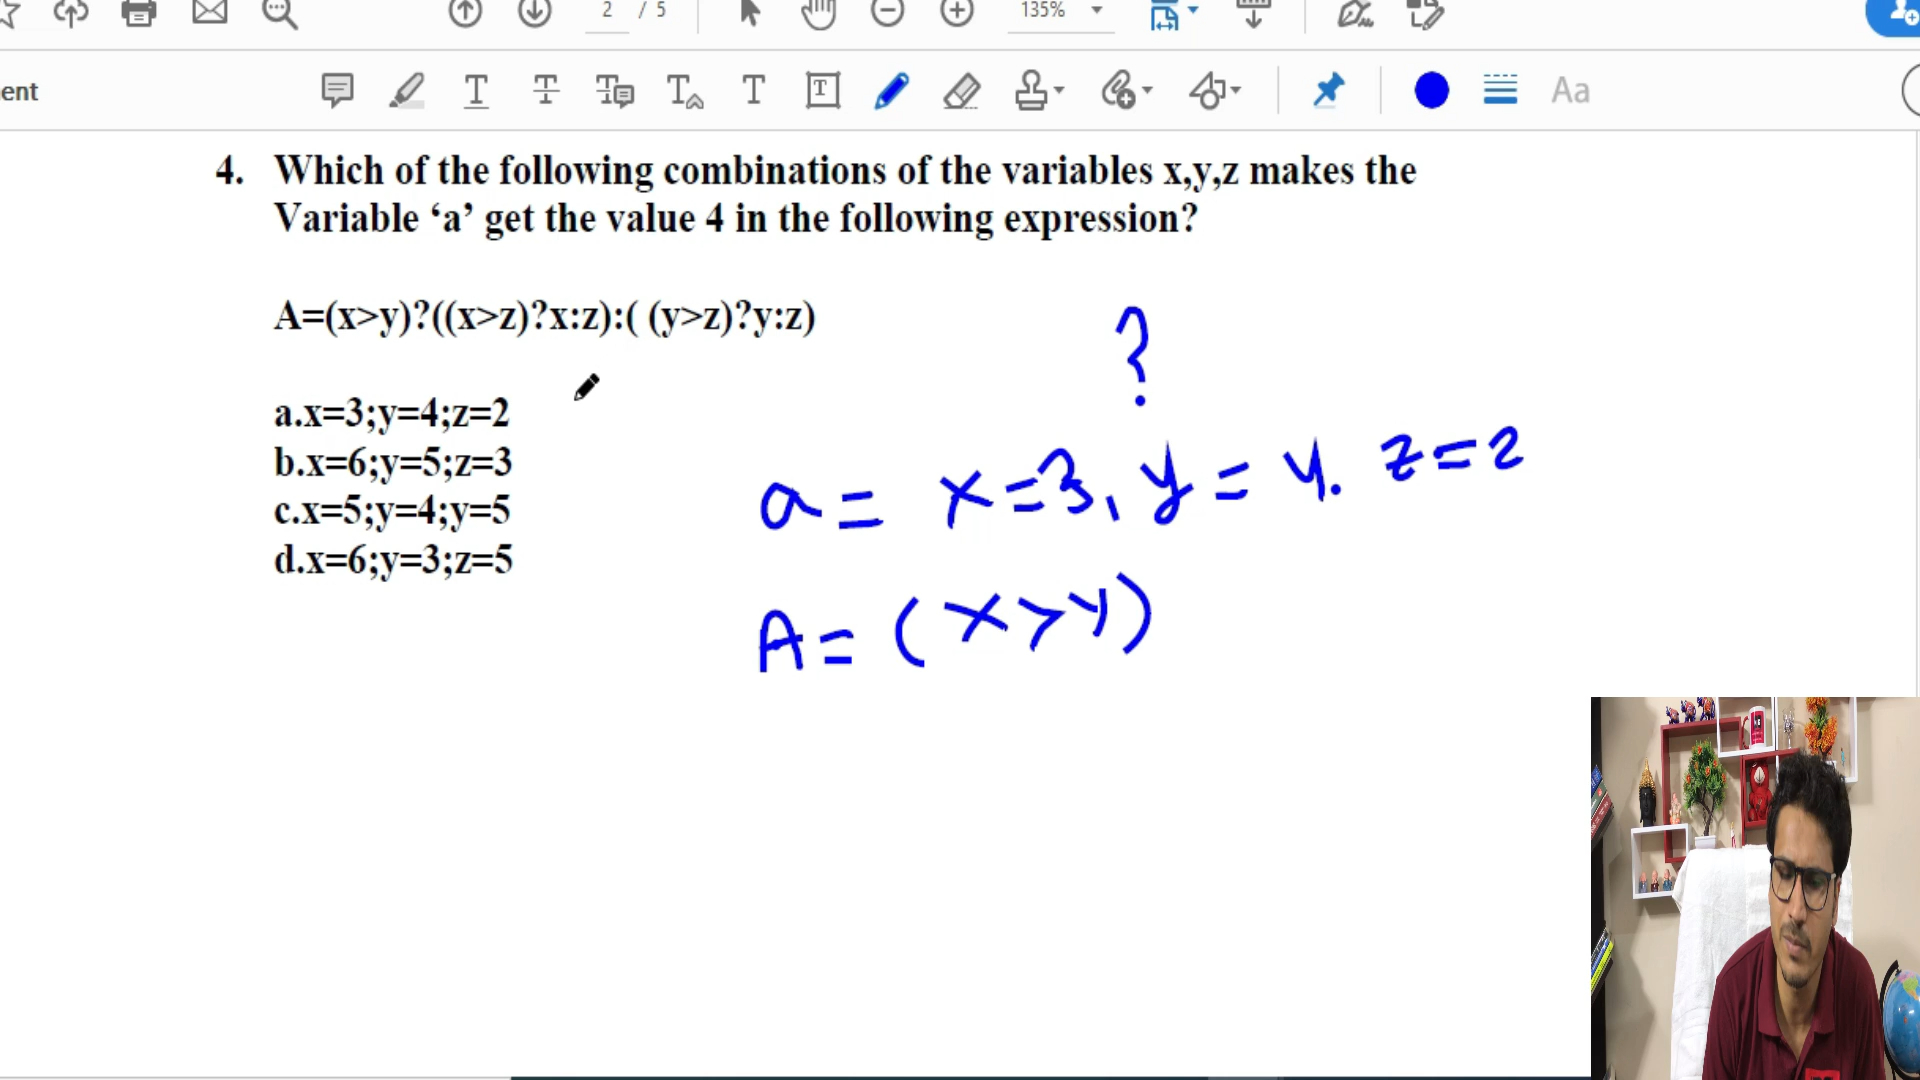 2 / 5
135%
ent
Aa
4. Which of the following combinations of the variables x,y,z makes the
Variable ‘a’ get the value 4 in the following expression?
A=(x>y)?((x>z)?x:z):( (y>z)?y:z)
a.x=3;y=4;z=2
b.x=6;y=5;z=3
c.x=5;y=4;y=5
d.x=6;y=3;z=5
?
a= x=3, y=4. z=2
A= (x>y)